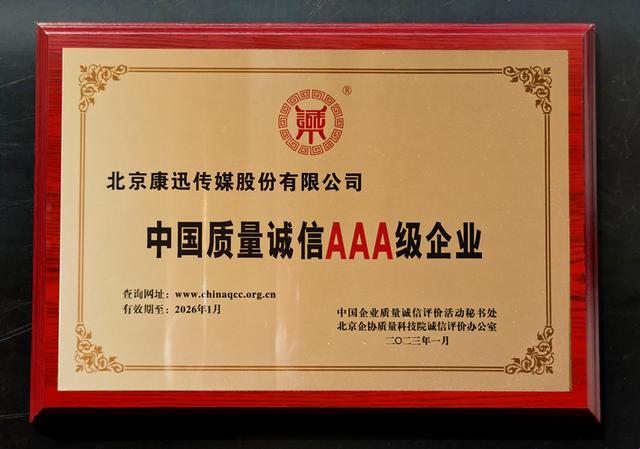 誠
®
北京康迅传媒股份有限公司
中国质量诚信AAA级企业
查询网址：www.chinaqcc.org.cn
有效期至：2026年1月
中国企业质量诚信评价活动秘书处
北京企协质量科技院诚信评价办公室
二〇二三年一月